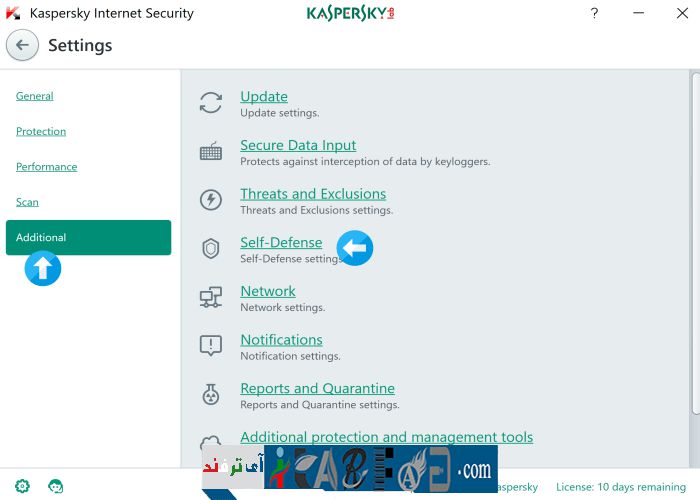 Kaspersky Internet Security
KASPERSKY
?
Settings
General
Protection
Performance
Scan
Additional
Update
Update settings.
Secure Data Input
Protects against interception of data by keyloggers.
Threats and Exclusions
Threats and Exclusions settings.
Self-Defense
Self-Defense settings
Network
Network settings.
Notifications
Notification settings.
Reports and Quarantine
Reports and Quarantine settings.
Additional protection and management tools
آی ترفند
.com
aspersky
License: 10 days remaining